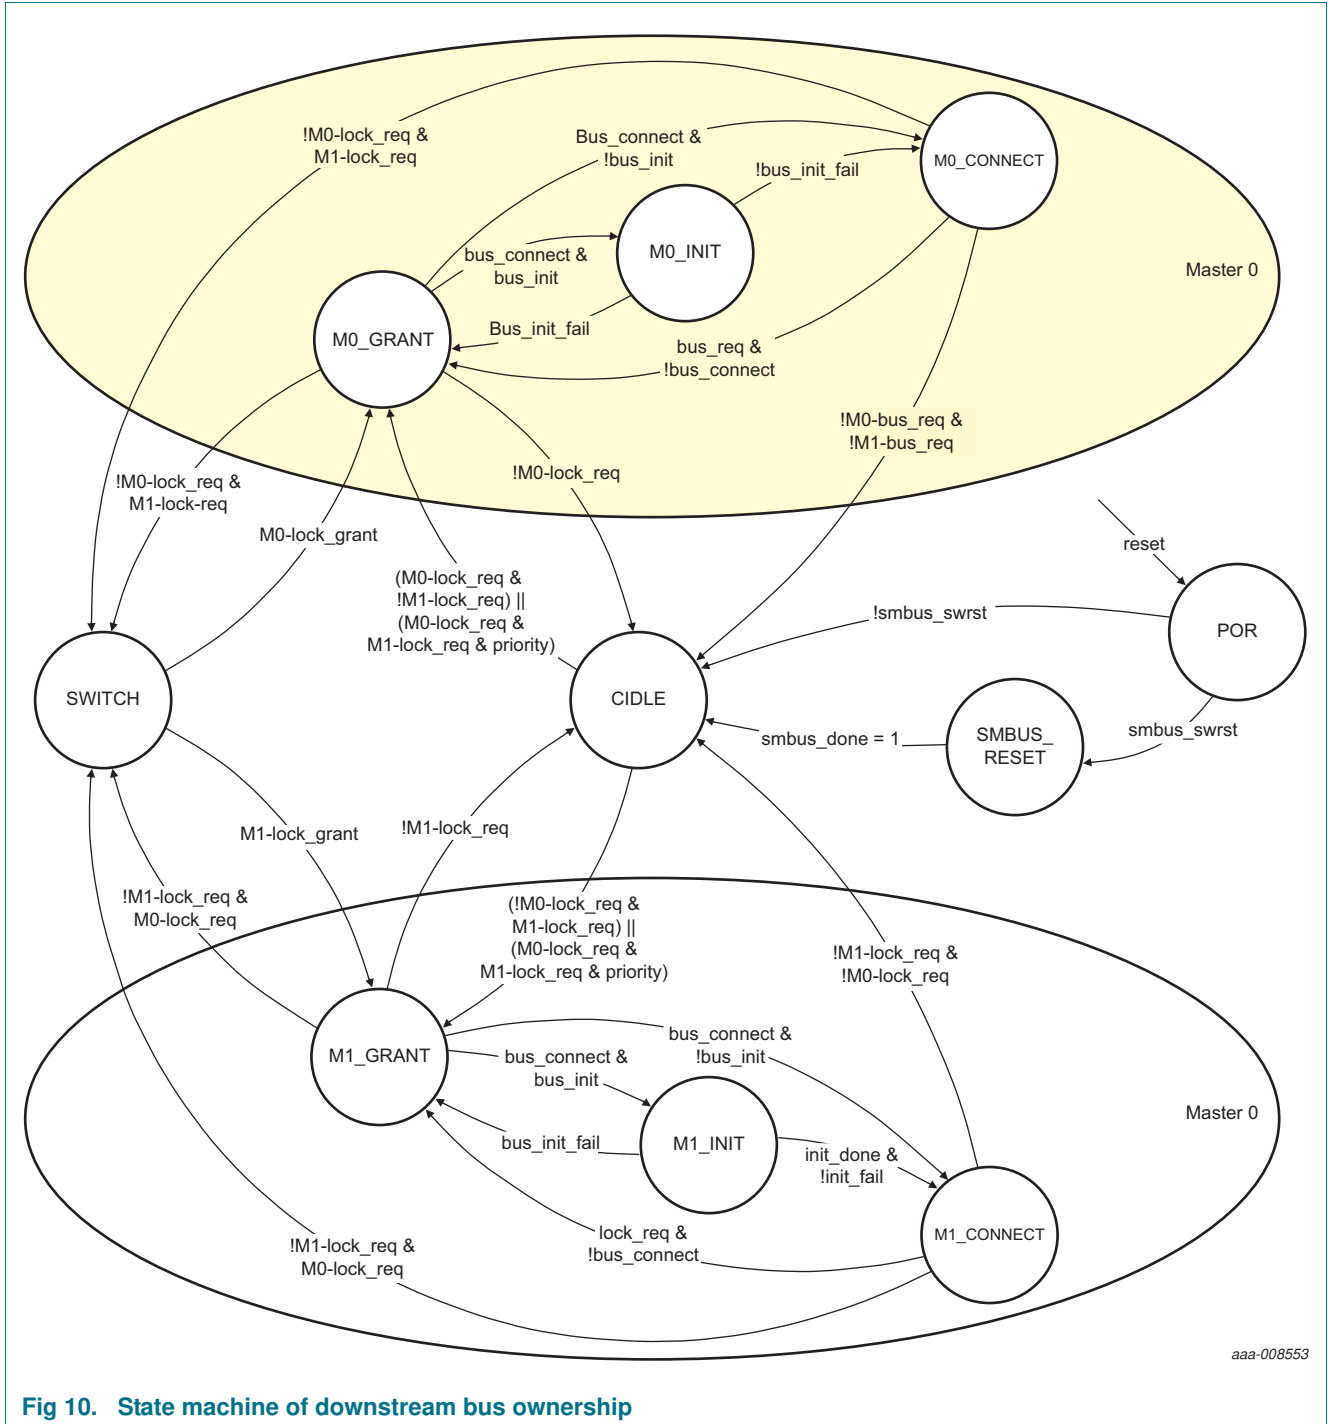 !M0-lock_req &
M1-lock_req
Bus_connect &
!bus_init
!bus_init_fail
M0_CONNECT
bus_connect &
bus_init
M0_INIT
Master 0
M0_GRANT
Bus_init_fail
bus_req &
!bus_connect
!M0-bus_req &
!M1-bus_req
!M0-lock_req &
M1-lock-req
!M0-lock_req
M0-lock_grant
reset
(M0-lock_req &
!M1-lock_req) ||
(M0-lock_req &
M1-lock_req & priority)
!smbus_swrst
POR
SWITCH
CIDLE
smbus_done = 1
SMBUS_
RESET
smbus_swrst
M1-lock_grant
!M1-lock_req
!M1-lock_req &
M0-lock_req
(!M0-lock_req &
M1-lock_req) ||
(M0-lock_req &
M1-lock_req & priority)
!M1-lock_req &
!M0-lock_req
M1_GRANT
bus_connect &
!bus_init
bus_connect &
bus_init
Master 0
bus_init_fail
M1_INIT
init_done &
!init_fail
lock_req &
!bus_connect
M1_CONNECT
!M1-lock_req &
M0-lock_req
aaa-008553
Fig 10. State machine of downstream bus ownership